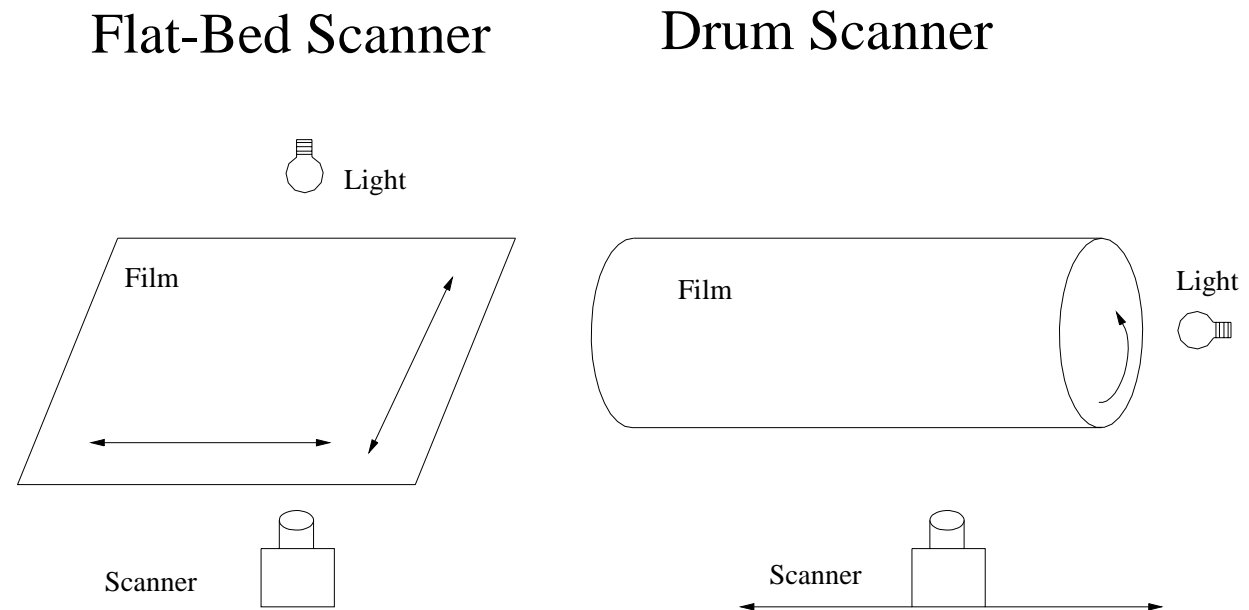 Flat-Bed Scanner
Light
Film
Scanner
Drum Scanner
Film
Light
Scanner